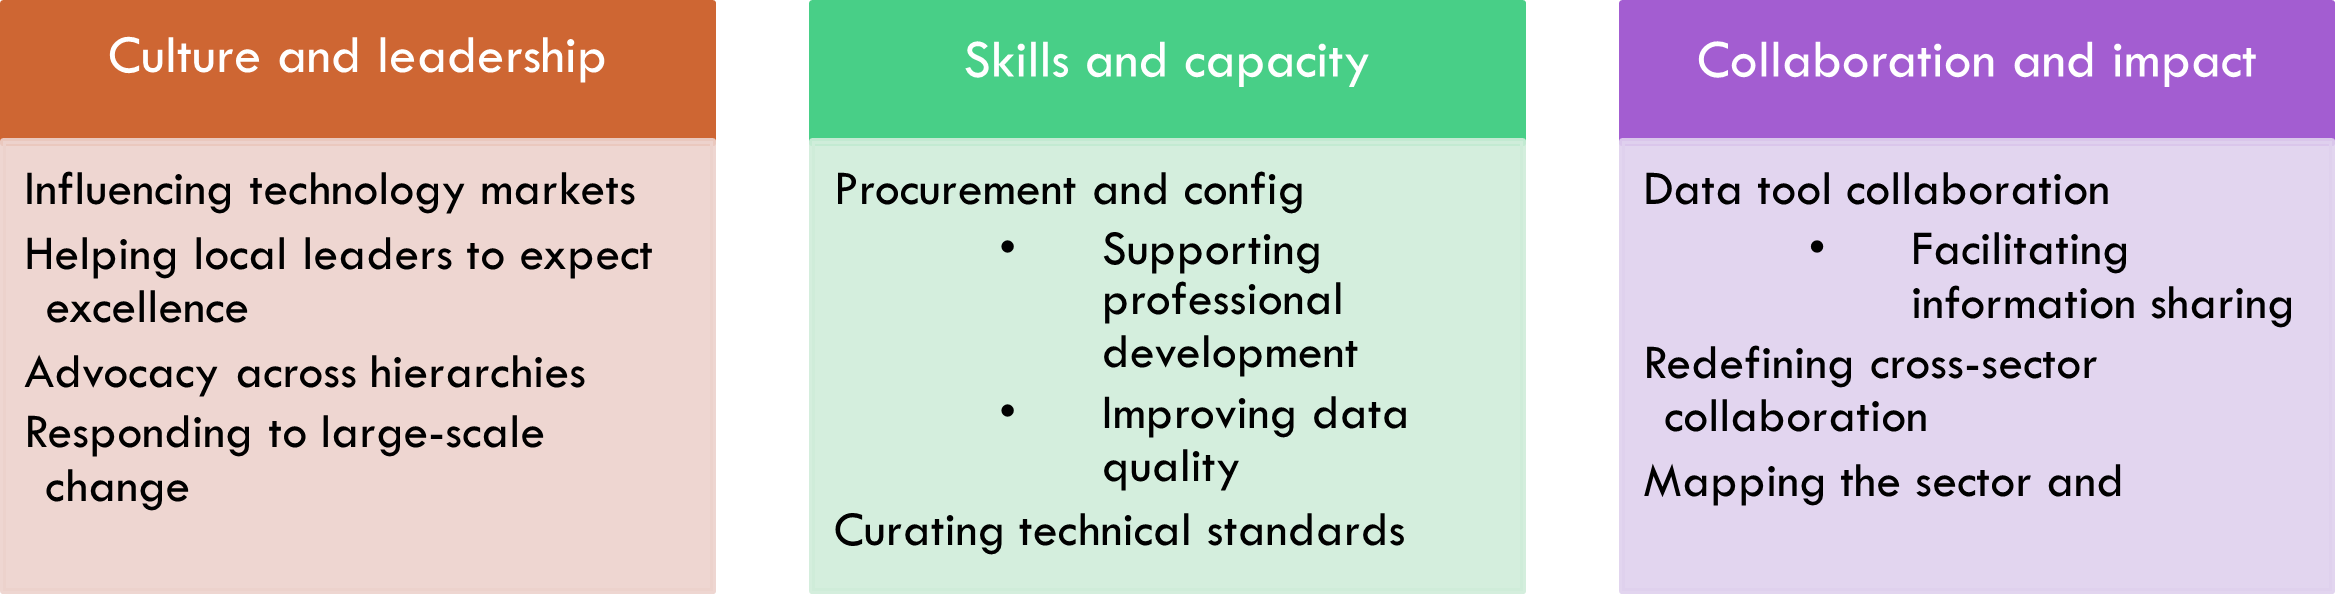 Culture and leadership
Influencing technology markets
Helping local leaders to expect
excellence
Advocacy across hierarchies
Responding to large-scale
change
Skills and capacity
Procurement and config
• Supporting
professional
development
• Improving data
quality
Curating technical standards
Collaboration and impact
Data tool collaboration
• Facilitating
information sharing
Redefining cross-sector
collaboration
Mapping the sector and